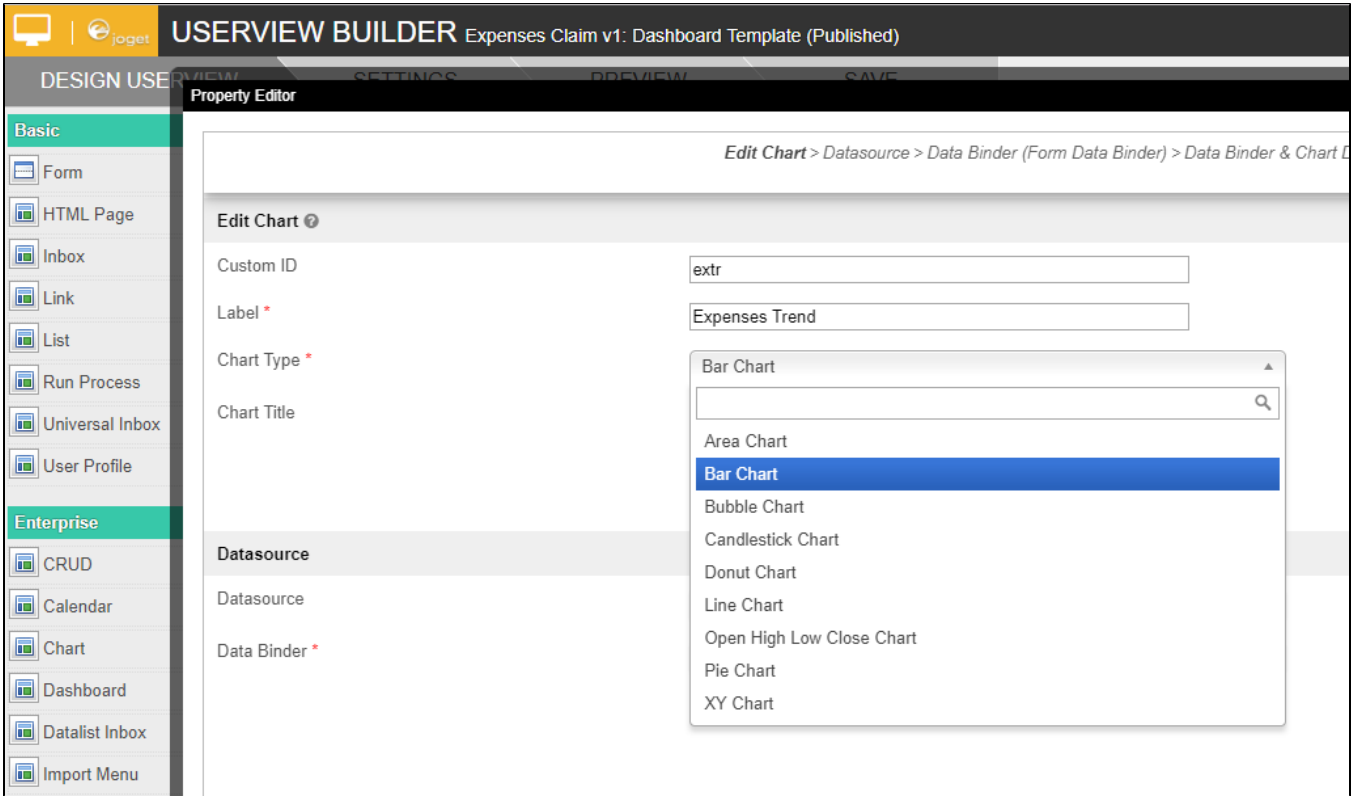 joget
USERVIEW BUILDER Expenses Claim v1: Dashboard Template (Published)
DESIGN USERVIEW SETTINGS PREVIEW SAVE
Property Editor
Basic
Form
HTML Page
Inbox
Link
List
Run Process
Universal Inbox
User Profile
Enterprise
CRUD
Calendar
Chart
Dashboard
Datalist Inbox
Import Menu
Edit Chart > Datasource > Data Binder (Form Data Binder) > Data Binder & Chart
Edit Chart
Custom ID
extr
Label *
Expenses Trend
Chart Type *
Bar Chart
Area Chart
Bar Chart
Bubble Chart
Candlestick Chart
Donut Chart
Line Chart
Open High Low Close Chart
Pie Chart
XY Chart
Chart Title
Datasource
Datasource
Data Binder *